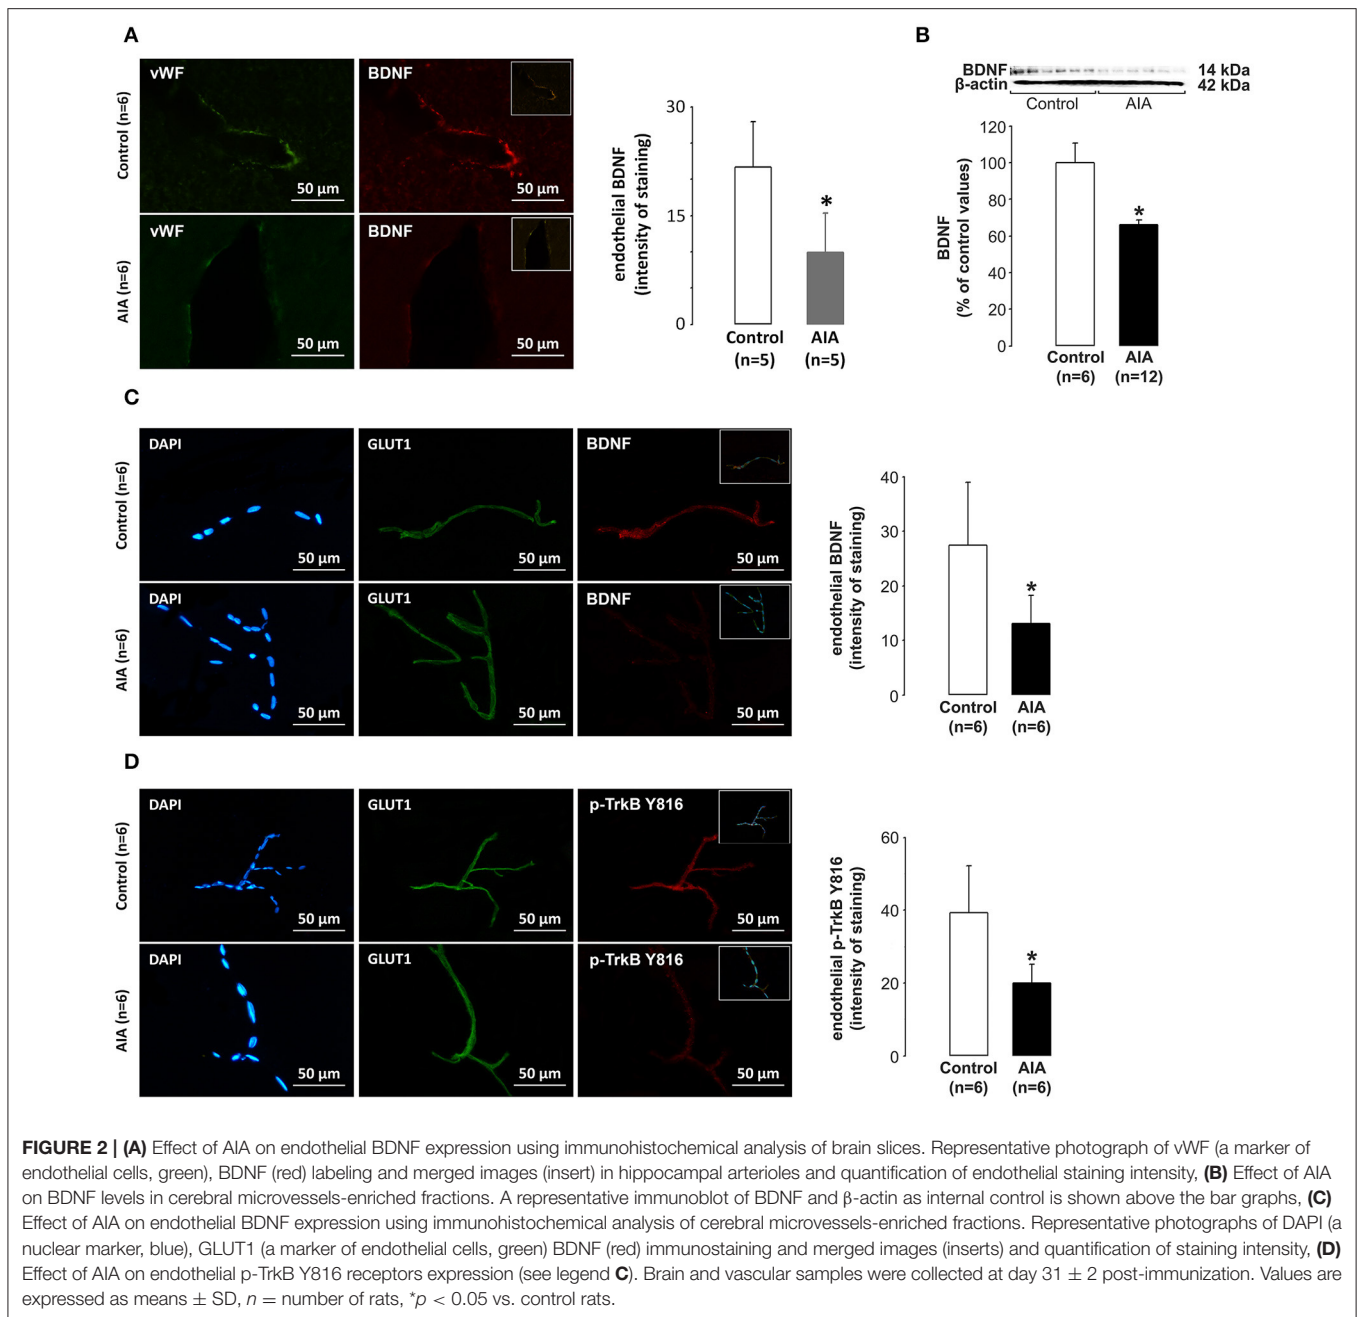 A
Control (n=6)
vWF
BDNF
50 µm
50 µm
AIA (n=6)
vWF
BDNF
50 µm
50 µm
endothelial BDNF
(intensity of staining)
30
15
0
*
Control
(n=5)
AIA
(n=5)
B
BDNF
14 kDa
β-actin
42 kDa
Control
AIA
BDNF
(% of control values)
120
100
80
60
40
20
0
*
Control
(n=6)
AIA
(n=12)
C
Control (n=6)
DAPI
GLUT1
BDNF
50 µm
50 µm
50 µm
AIA (n=6)
DAPI
GLUT1
BDNF
50 µm
50 µm
50 µm
endothelial BDNF
(intensity of staining)
40
30
20
10
0
*
Control
(n=6)
AIA
(n=6)
D
Control (n=6)
DAPI
GLUT1
p-TrkB Y816
50 µm
50 µm
50 µm
AIA (n=6)
DAPI
GLUT1
p-TrkB Y816
50 µm
50 µm
50 µm
endothelial p-TrkB Y816
(intensity of staining)
60
40
20
0
*
Control
(n=6)
AIA
(n=6)
FIGURE 2 | (A) Effect of AIA on endothelial BDNF expression using immunohistochemical analysis of brain slices. Representative photograph of vWF (a marker of
endothelial cells, green), BDNF (red) labeling and merged images (insert) in hippocampal arterioles and quantification of endothelial staining intensity, (B) Effect of AIA
on BDNF levels in cerebral microvessels-enriched fractions. A representative immunoblot of BDNF and β-actin as internal control is shown above the bar graphs, (C)
Effect of AIA on endothelial BDNF expression using immunohistochemical analysis of cerebral microvessels-enriched fractions. Representative photographs of DAPI (a
nuclear marker, blue), GLUT1 (a marker of endothelial cells, green) BDNF (red) immunostaining and merged images (inserts) and quantification of staining intensity, (D)
Effect of AIA on endothelial p-TrkB Y816 receptors expression (see legend C). Brain and vascular samples were collected at day 31 ± 2 post-immunization. Values are
expressed as means ± SD, n = number of rats, *p < 0.05 vs. control rats.